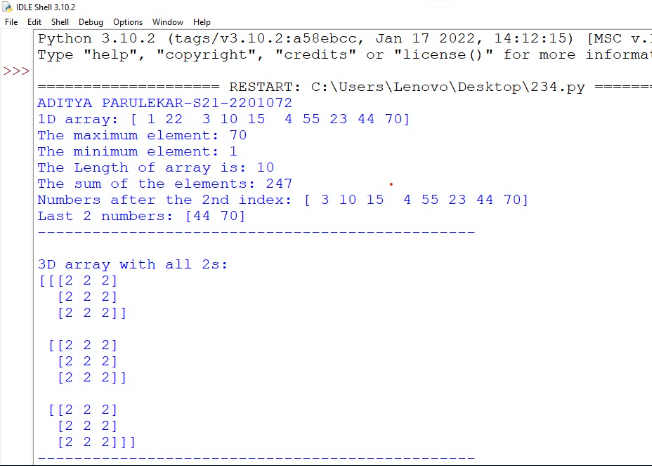 IDLE Shell 3.10.2
File Edit Shell Debug Options Window Help
Python 3.10.2 (tags/v3.10.2:a58ebcc, Jan 17 2022, 14:12:15) [MSC v.1
Type "help", "copyright", "credits" or "license()" for more informat
>>>
==================== RESTART: C:\Users\Lenovo\Desktop\234.py =======
ADITYA PARULEKAR-S21-2201072
1D array: [ 1 22  3 10 15  4 55 23 44 70]
The maximum element: 70
The minimum element: 1
The Length of array is: 10
The sum of the elements: 247
Numbers after the 2nd index: [ 3 10 15  4 55 23 44 70]
Last 2 numbers: [44 70]
------------------------------------------------
3D array with all 2s:
[[[2 2 2]
  [2 2 2]
  [2 2 2]]
 [[2 2 2]
  [2 2 2]
  [2 2 2]]
 [[2 2 2]
  [2 2 2]
  [2 2 2]]]
------------------------------------------------